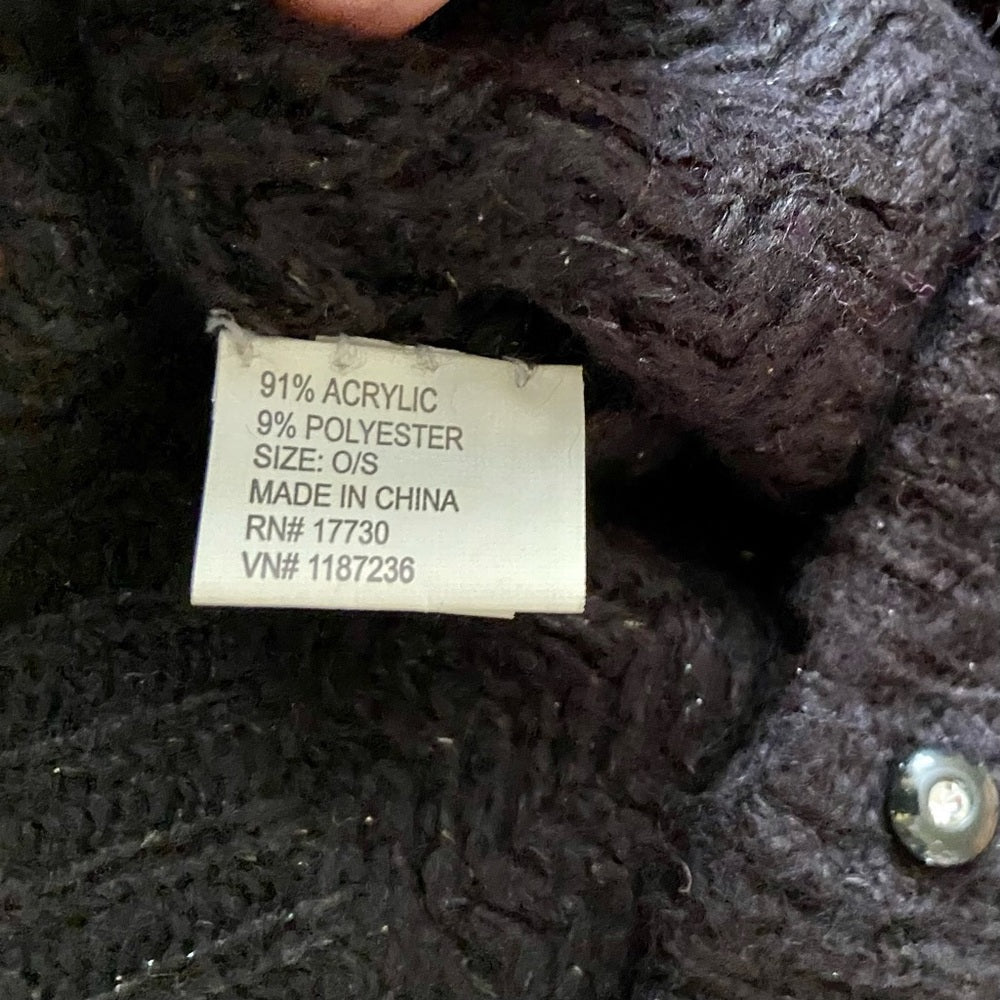 91% ACRYLIC
9% POLYESTER
SIZE: O/S
MADE IN CHINA
RN# 17730
VN# 1187236